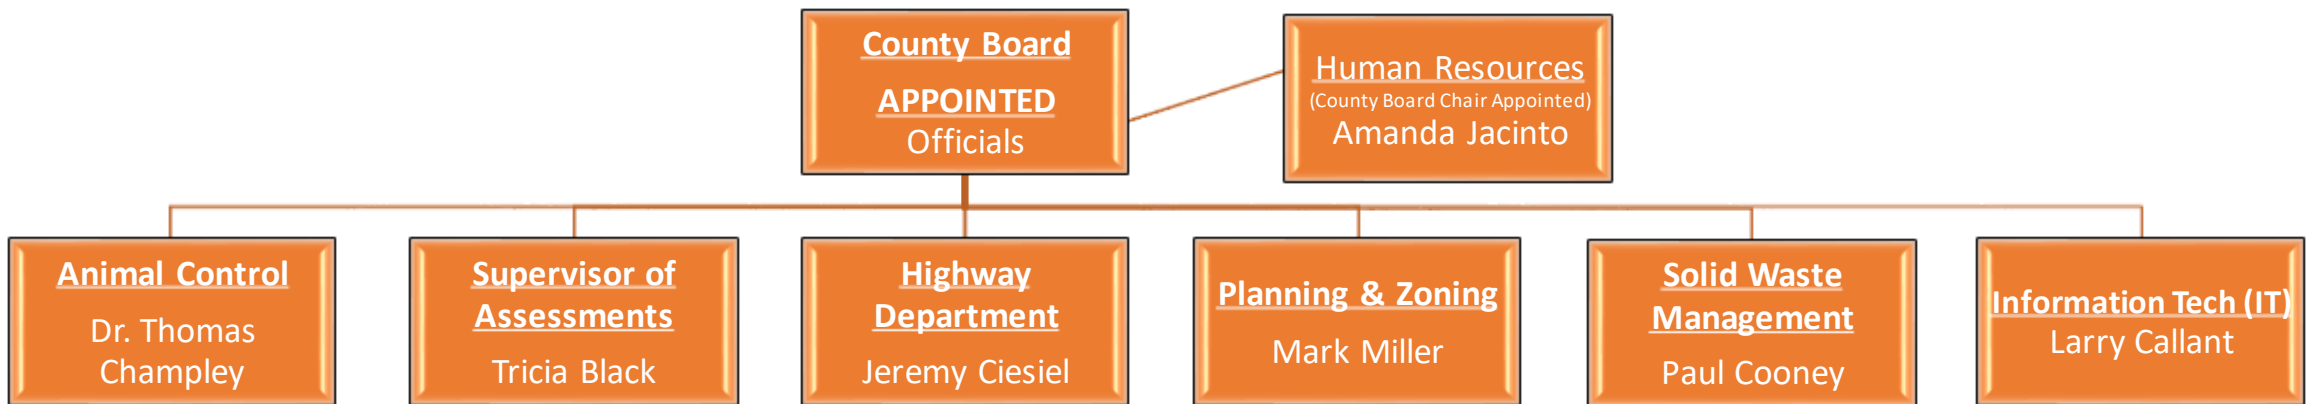 County Board
APPOINTED
Officials
Human Resources
(County Board Chair Appointed)
Amanda Jacinto
Animal Control
Dr. Thomas
Champley
Supervisor of
Assessments
Tricia Black
Highway
Department
Jeremy Ciesiel
Planning & Zoning
Mark Miller
Solid Waste
Management
Paul Cooney
Information Tech (IT)
Larry Callant